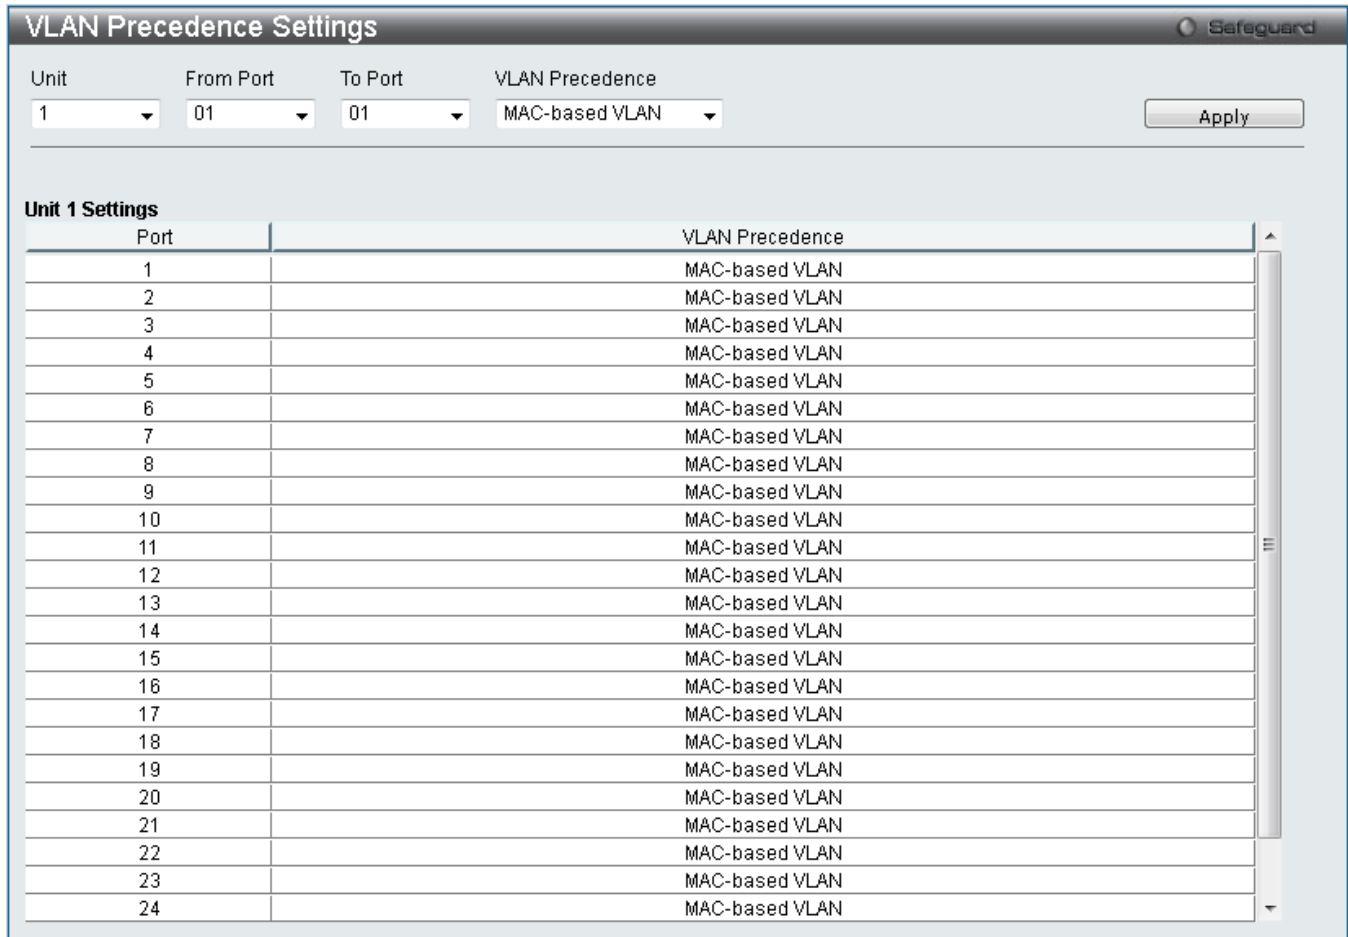 VLAN Precedence Settings
Safeguard
Unit From Port To Port VLAN Precedence
1 01 01 MAC-based VLAN Apply
Unit 1 Settings
Port VLAN Precedence
1 MAC-based VLAN
2 MAC-based VLAN
3 MAC-based VLAN
4 MAC-based VLAN
5 MAC-based VLAN
6 MAC-based VLAN
7 MAC-based VLAN
8 MAC-based VLAN
9 MAC-based VLAN
10 MAC-based VLAN
11 MAC-based VLAN
12 MAC-based VLAN
13 MAC-based VLAN
14 MAC-based VLAN
15 MAC-based VLAN
16 MAC-based VLAN
17 MAC-based VLAN
18 MAC-based VLAN
19 MAC-based VLAN
20 MAC-based VLAN
21 MAC-based VLAN
22 MAC-based VLAN
23 MAC-based VLAN
24 MAC-based VLAN